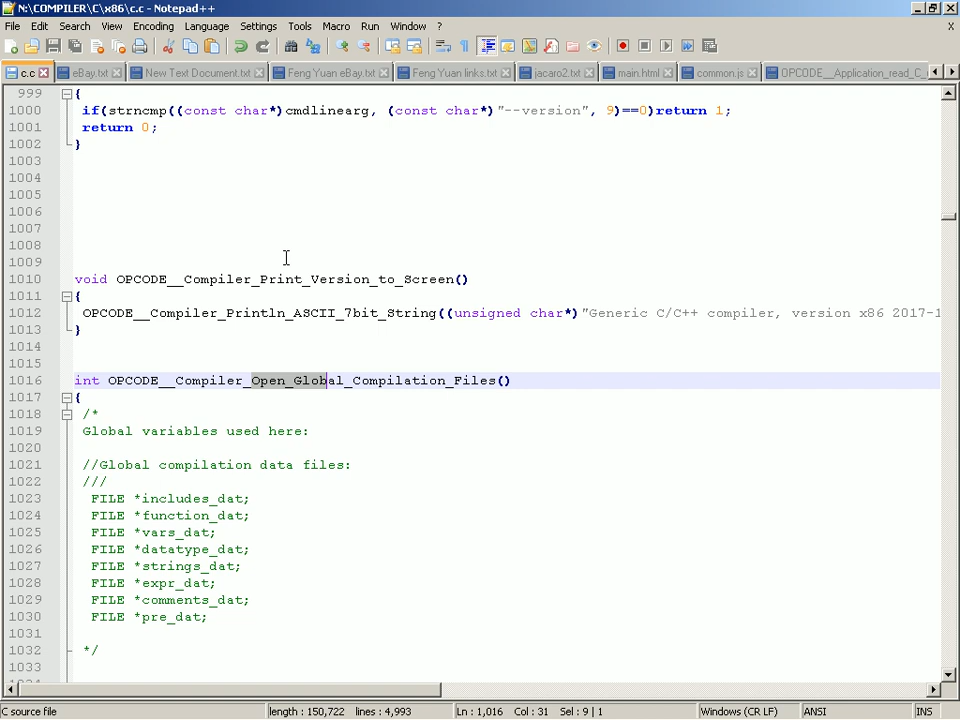 N:\COMPILER\C\x86\c.c - Notepad++
File Edit Search View Encoding Language Settings Tools Macro Run Window ? X
c.c eBay.txt New Text Document.txt Feng Yuan eBay.txt Feng Yuan links.txt jacaro2.txt main.html common.js OPCODE__Application_read_C_
999 {
1000 if(strncmp((const char*)cmdlinearg, (const char*)"--version", 9)==0)return 1;
1001 return 0;
1002 }
1003
1004
1005
1006
1007
1008
1009
1010 void OPCODE__Compiler_Print_Version_to_Screen()
1011 {
1012 OPCODE__Compiler_Println_ASCII_7bit_String((unsigned char*)"Generic C/C++ compiler, version x86 2017-1
1013 }
1014
1015
1016 int OPCODE__Compiler_Open_Global_Compilation_Files()
1017 {
1018 /*
1019 Global variables used here:
1020
1021 //Global compilation data files:
1022 ///
1023 FILE *includes_dat;
1024 FILE *function_dat;
1025 FILE *vars_dat;
1026 FILE *datatype_dat;
1027 FILE *strings_dat;
1028 FILE *expr_dat;
1029 FILE *comments_dat;
1030 FILE *pre_dat;
1031
1032 */
1033
C source file length : 150,722 lines : 4,993 Ln : 1,016 Col : 31 Sel : 9 | 1 Windows (CR LF) ANSI INS